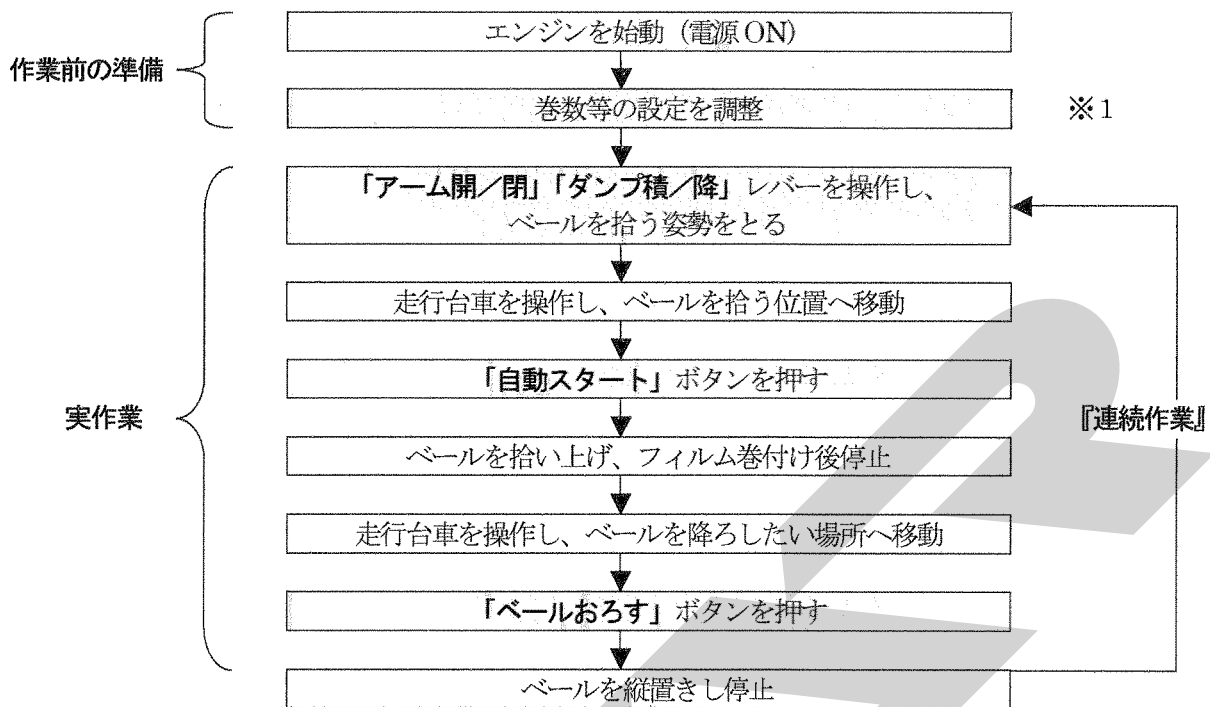 エンジンを始動（電源 ON）
作業前の準備
巻数等の設定を調整
※1
「アーム開／閉」「ダンプ積／降」レバーを操作し、
ベールを拾う姿勢をとる
走行台車を操作し、ベールを拾う位置へ移動
「自動スタート」ボタンを押す
実作業
『連続作業』
ベールを拾い上げ、フィルム巻付け後停止
走行台車を操作し、ベールを降ろしたい場所へ移動
「ベールおろす」ボタンを押す
ベールを縦置きし停止